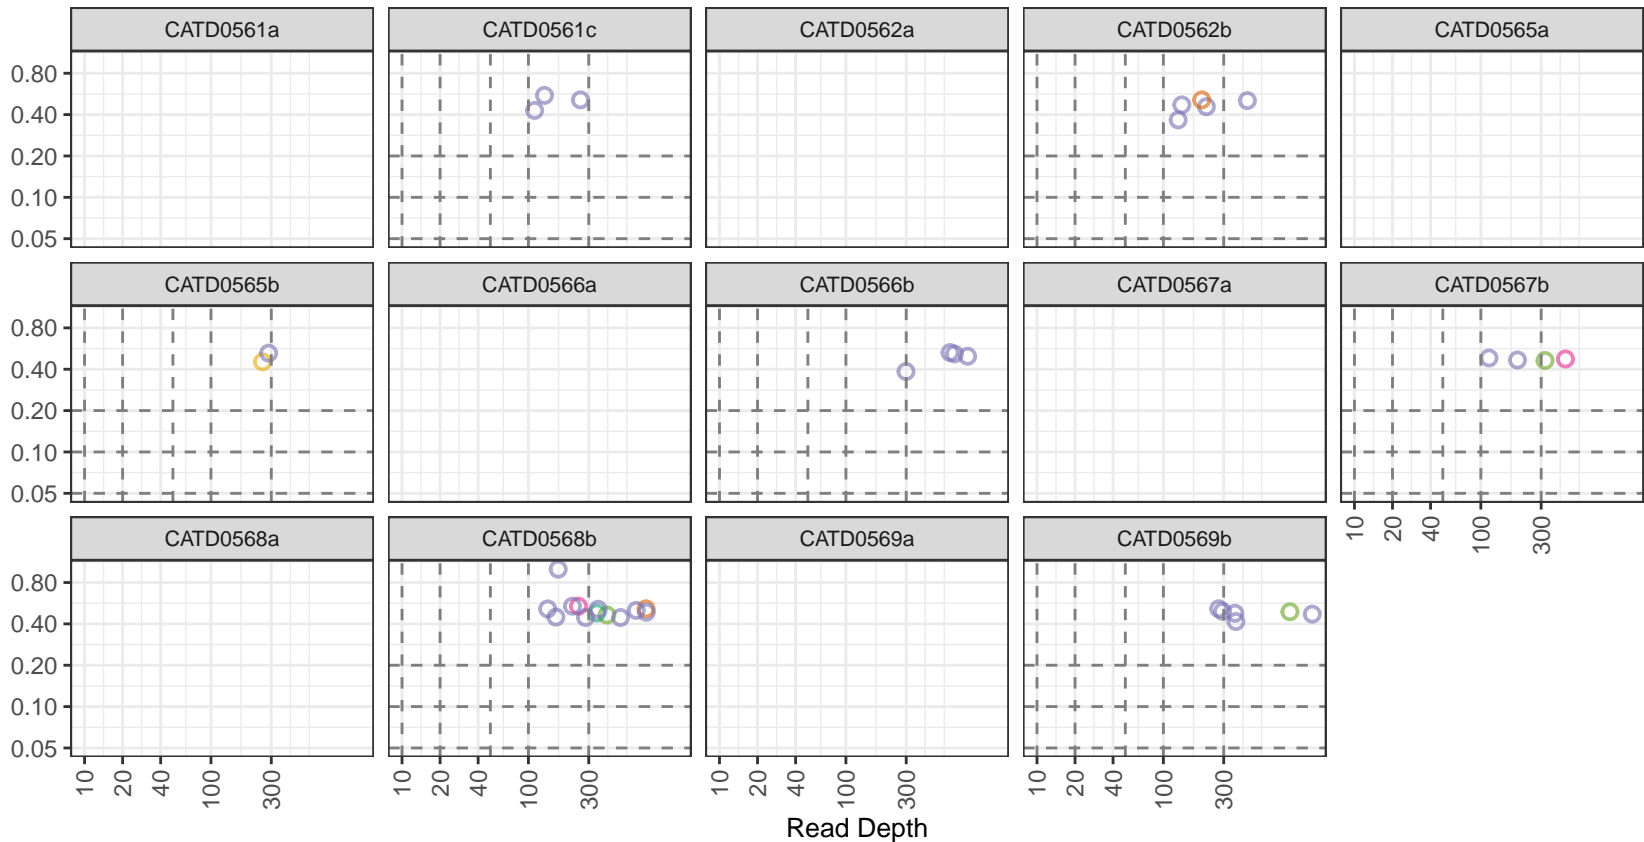 CATD0561a CATD0561c CATD0562a CATD0562b CATD0565a
0.80
0.40
0.20
0.10
0.05
CATD0565b CATD0566a CATD0566b CATD0567a CATD0567b
0.80
0.40
0.20
0.10
0.05
10 20 40 100 300
CATD0568a CATD0568b CATD0569a CATD0569b
0.80
0.40
0.20
0.10
0.05
10 20 40 100 300 10 20 40 100 300 10 20 40 100 300 10 20 40 100 300
Read Depth